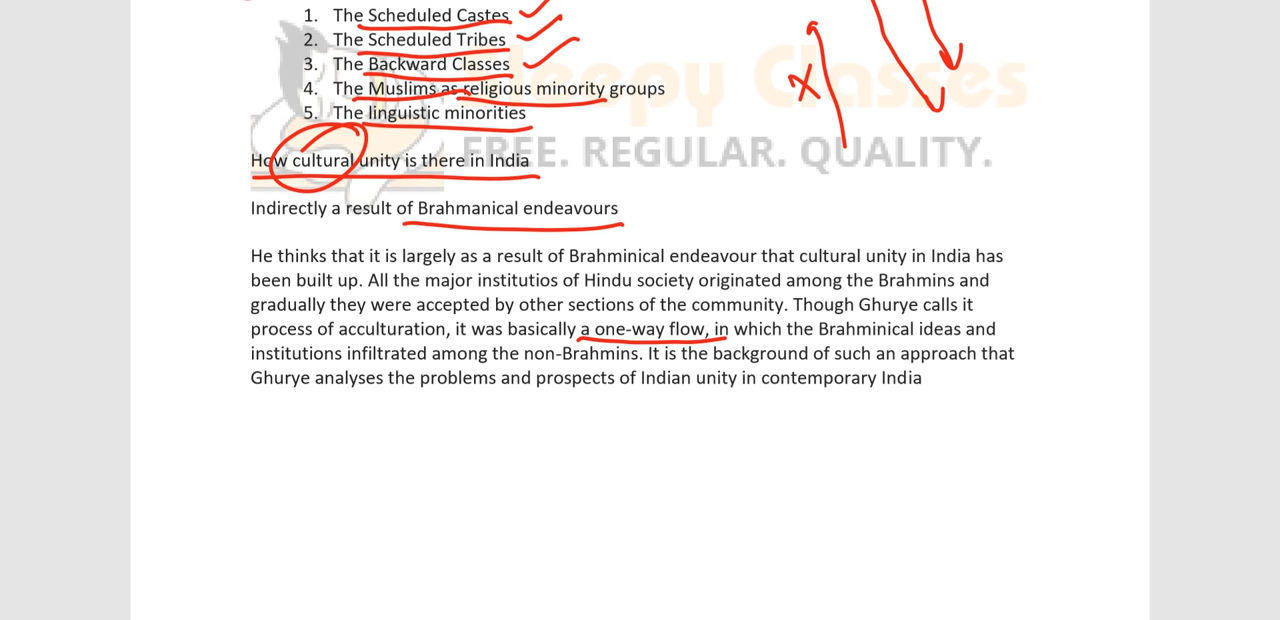 1. The Scheduled Castes
2. The Scheduled Tribes
3. The Backward Classes
4. The Muslims as religious minority groups
5. The linguistic minorities
FREE. REGULAR. QUALITY.
How cultural unity is there in India
Indirectly a result of Brahmanical endeavours
He thinks that it is largely as a result of Brahminical endeavour that cultural unity in India has
been built up. All the major institutios of Hindu society originated among the Brahmins and
gradually they were accepted by other sections of the community. Though Ghurye calls it
process of acculturation, it was basically a one-way flow, in which the Brahminical ideas and
institutions infiltrated among the non-Brahmins. It is the background of such an approach that
Ghurye analyses the problems and prospects of Indian unity in contemporary India